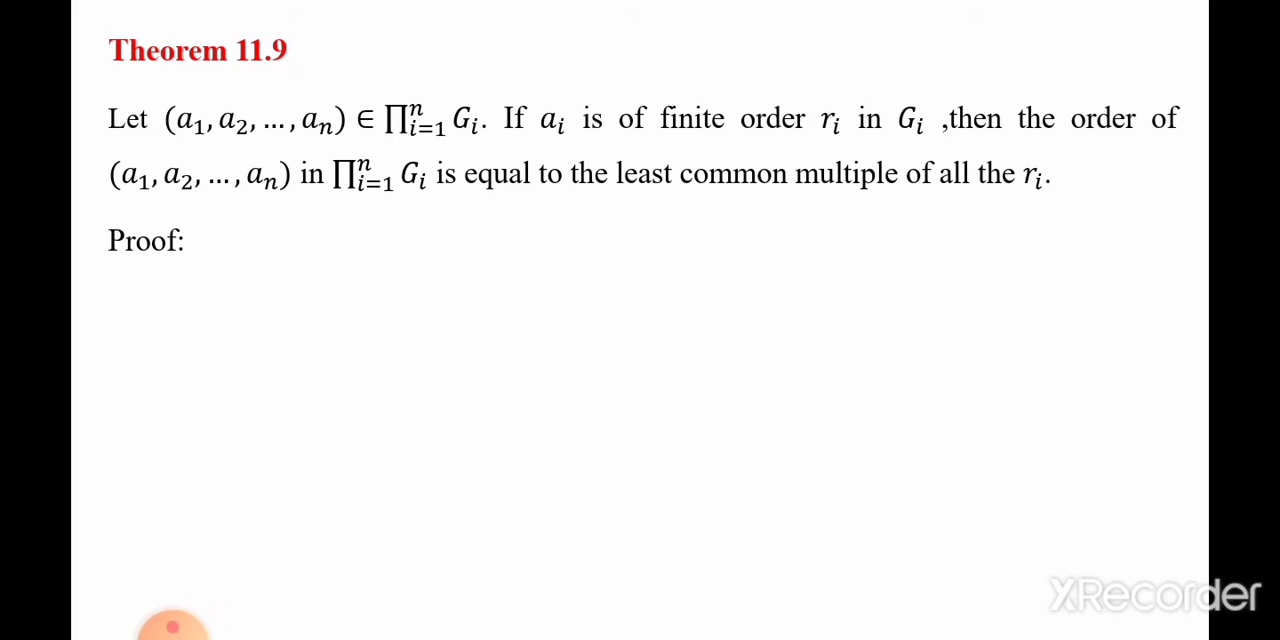 Theorem 11.9
Let (𝑎₁, 𝑎₂, … , 𝑎ₙ) ∈ ∏ⁿᵢ₌₁ 𝐺ᵢ. If 𝑎ᵢ is of finite order 𝑟ᵢ in 𝐺ᵢ ,then the order of
(𝑎₁, 𝑎₂, … , 𝑎ₙ) in ∏ⁿᵢ₌₁ 𝐺ᵢ is equal to the least common multiple of all the 𝑟ᵢ.
Proof:
XRecorder